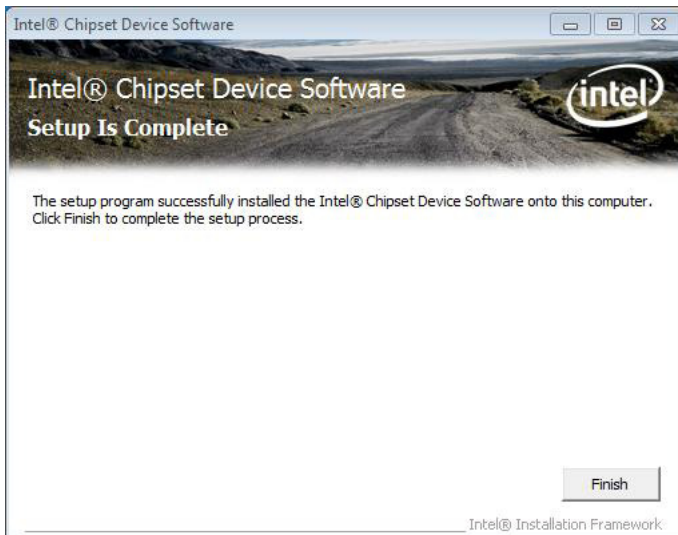 Intel® Chipset Device Software
Intel® Chipset Device Software
Setup Is Complete
intel
The setup program successfully installed the Intel® Chipset Device Software onto this computer.
Click Finish to complete the setup process.
Finish
Intel® Installation Framework